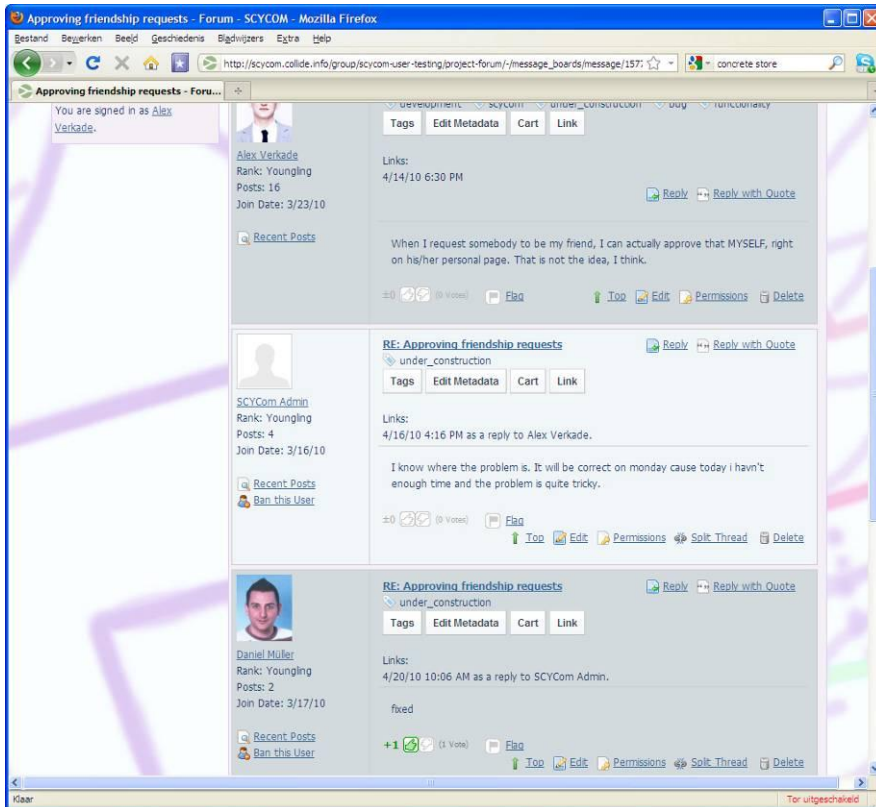 Approving friendship requests - Forum - SCYCOM - Mozilla Firefox
Bestand Bewerken Beeld Geschiedenis Bladwijzers Extra Help
http://scycom.collide.info/group/scycom-user-testing/project-forum/-/message_boards/message/157:
concrete store
Approving friendship requests - Foru...
You are signed in as Alex
Verkade.
development scycom under_construction bug functionality
Tags Edit Metadata Cart Link
Alex Verkade
Rank: Youngling
Posts: 16
Join Date: 3/23/10
Recent Posts
Links:
4/14/10 6:30 PM
Reply Reply with Quote
When I request somebody to be my friend, I can actually approve that MYSELF, right
on his/her personal page. That is not the idea, I think.
±0 (0 Votes) Flag Top Edit Permissions Delete
RE: Approving friendship requests Reply Reply with Quote
under_construction
Tags Edit Metadata Cart Link
SCYCom Admin
Rank: Youngling
Posts: 4
Join Date: 3/16/10
Recent Posts
Ban this User
Links:
4/16/10 4:16 PM as a reply to Alex Verkade.
I know where the problem is. It will be correct on monday cause today i havn't
enough time and the problem is quite tricky.
±0 (0 Votes) Flag
Top Edit Permissions Split Thread Delete
RE: Approving friendship requests Reply Reply with Quote
under_construction
Tags Edit Metadata Cart Link
Daniel Müller
Rank: Youngling
Posts: 2
Join Date: 3/17/10
Recent Posts
Ban this User
Links:
4/20/10 10:06 AM as a reply to SCYCom Admin.
fixed
+1 (1 Vote) Flag
Top Edit Permissions Split Thread Delete
Klaar Tor uitgeschakeld